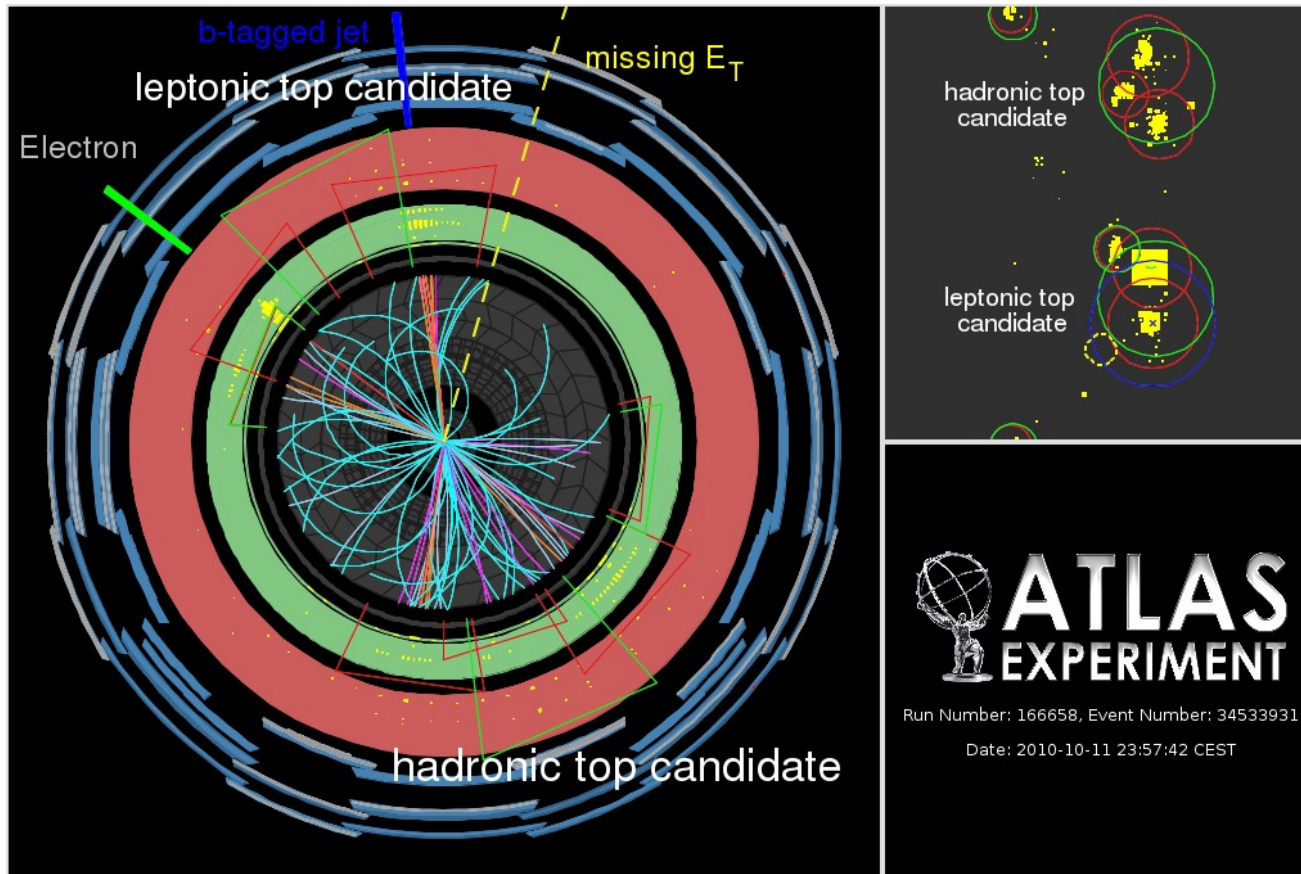 b-tagged jet
leptonic top candidate
missing E_T
Electron
hadronic top candidate
hadronic top
candidate
leptonic top
candidate
ATLAS
EXPERIMENT
Run Number: 166658, Event Number: 34533931
Date: 2010-10-11 23:57:42 CEST